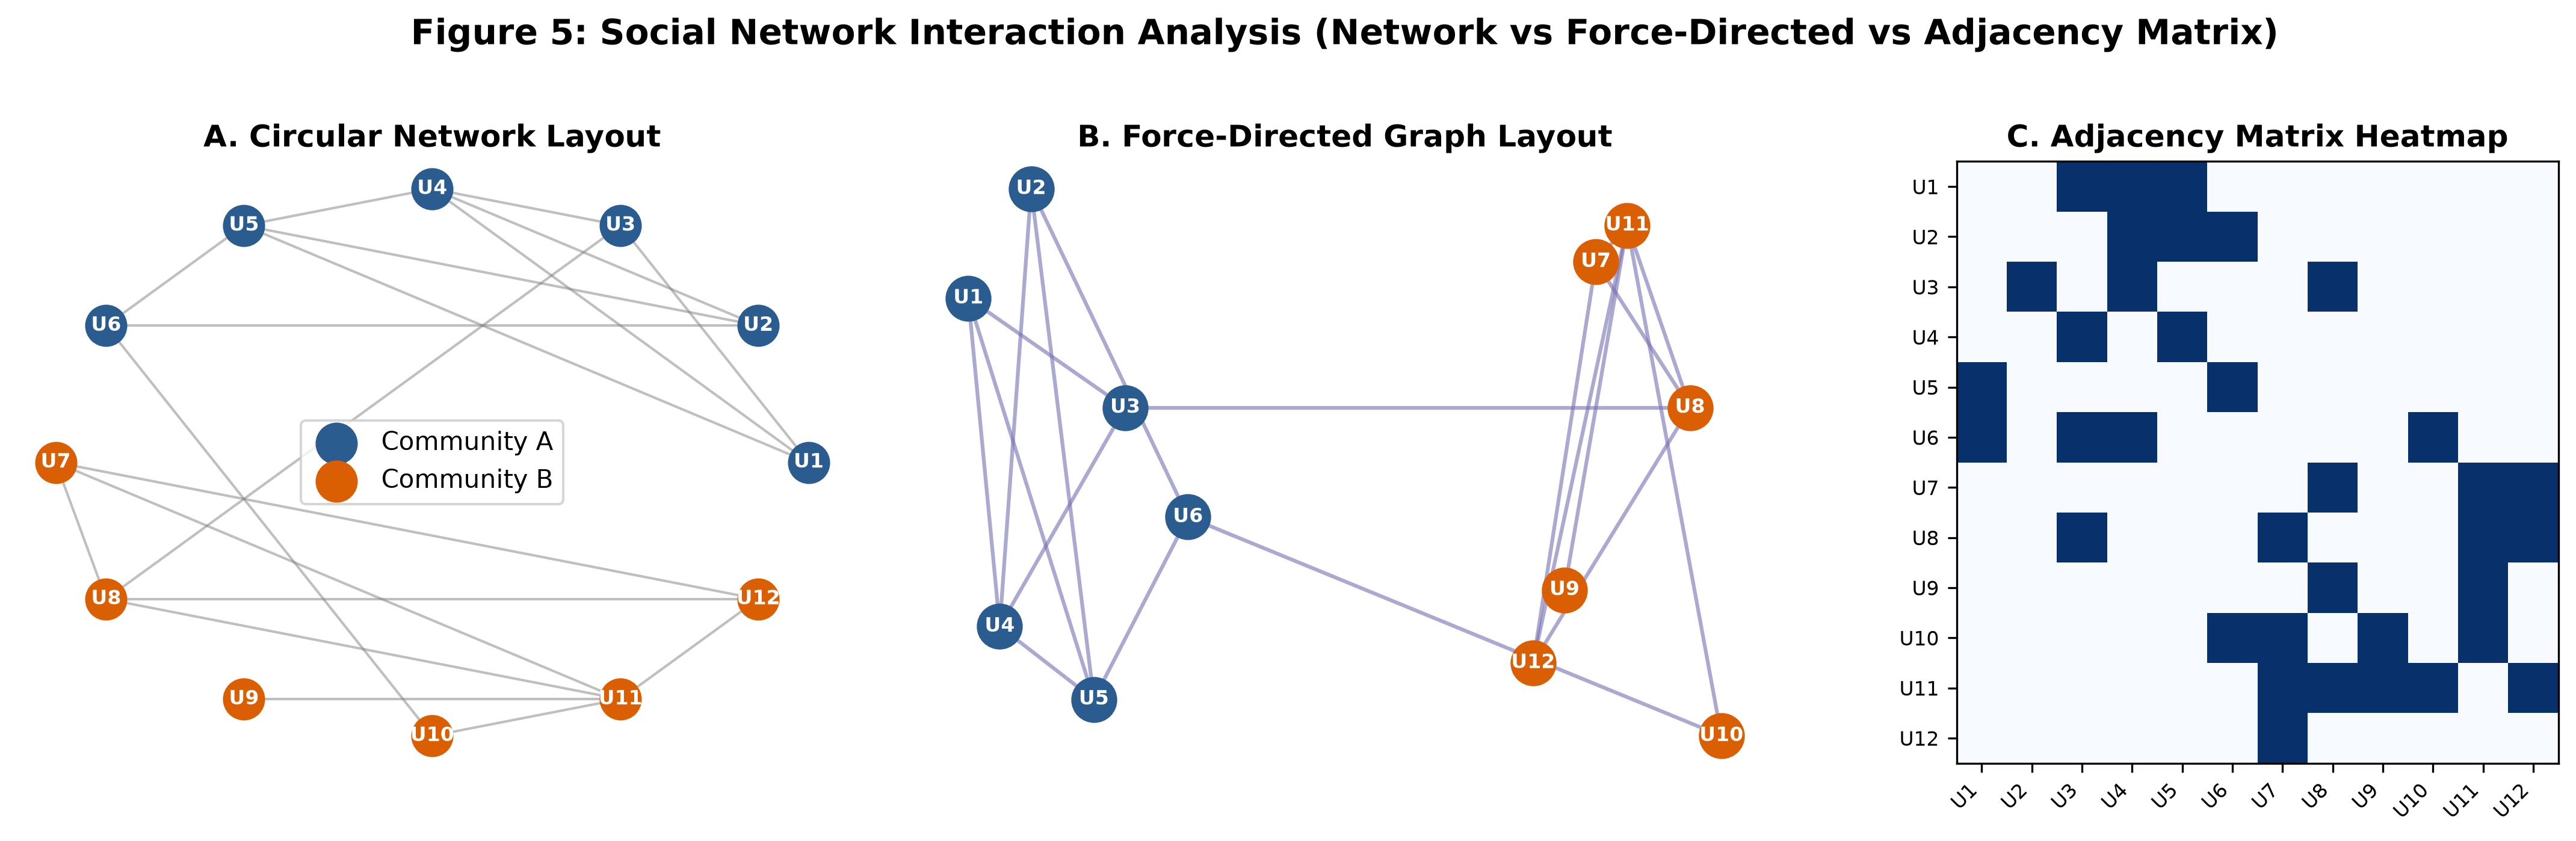 Figure 5: Social Network Interaction Analysis (Network vs Force-Directed vs Adjacency Matrix)
A. Circular Network Layout
U4
U5
U3
U6
U2
Community A
U7
U1
Community B
U8
U12
U9
U11
U10
B. Force-Directed Graph Layout
U2
U11
U7
U1
U3
U8
U6
U9
U4
U12
U5
U10
C. Adjacency Matrix Heatmap
U1
U2
U3
U4
U5
U6
U7
U8
U9
U10
U11
U12
U1 U2 U3 U4 U5 U6 U7 U8 U9 U10 U11 U12